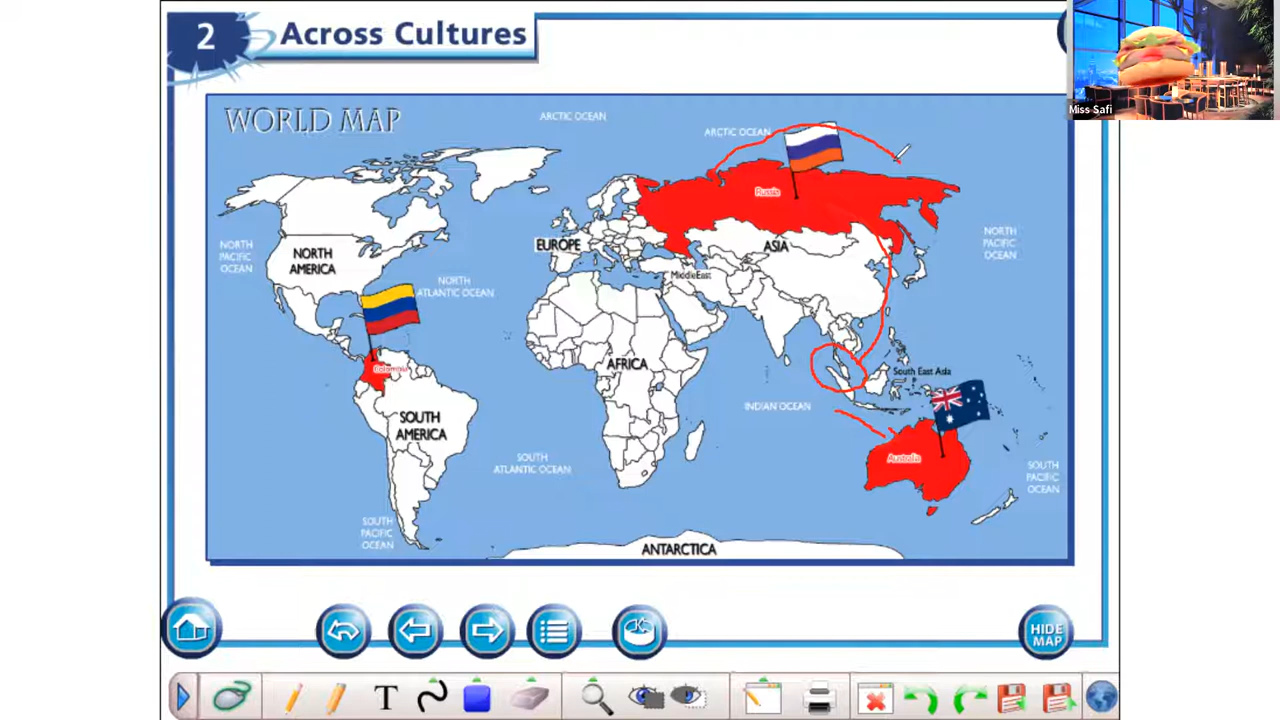 2
Across Cultures
Miss Safi
WORLD MAP
ARCTIC OCEAN
ARCTIC OCEAN
Russia
NORTH
PACIFIC
OCEAN
NORTH
AMERICA
EUROPE
ASIA
NORTH
PACIFIC
OCEAN
MiddleEast
NORTH
ATLANTIC OCEAN
AFRICA
Colombia
South East Asia
INDIAN OCEAN
SOUTH
AMERICA
Australia
SOUTH
ATLANTIC OCEAN
SOUTH
PACIFIC
OCEAN
SOUTH
PACIFIC
OCEAN
ANTARCTICA
K
HIDE
MAP
T